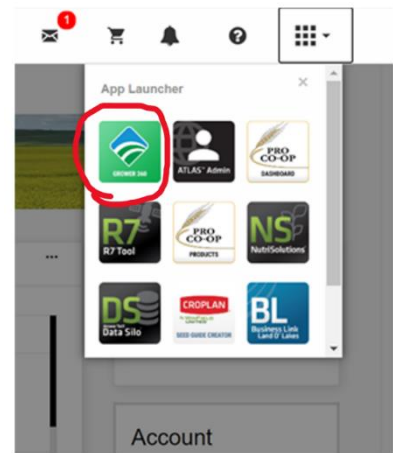 1
?
App Launcher
×
GROWER 360
ATLAS™ Admin
PRO
CO-OP
DASHBOARD
R7
R7 Tool
PRO
CO-OP
PRODUCTS
NS
NutriSolutions
...
DS
Data Silo
CROPLAN
SEED GUIDE CREATOR
BL
Business Link
Land O'Lakes
Account